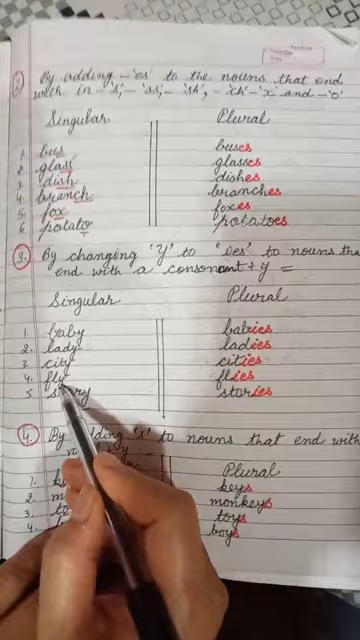 2. By adding -'es' to the nouns that end
with in -'s', -'ss', -'sh', -'ch' -'x' and -'o'
Singular Plural
1. bus buses
2. glass glasses
3. dish dishes
4. branch branches
5. fox foxes
6. potato potatoes
3. By changing 'Y' to 'ies' to nouns tha
end with a consonant + y =
Singular Plural
1. baby babies
2. lady ladies
3. city cities
4. fly flies
5. story stories
4. By adding 's' to nouns that end with
Plural
1. keys
2. monkeys
3. toys
4. boys